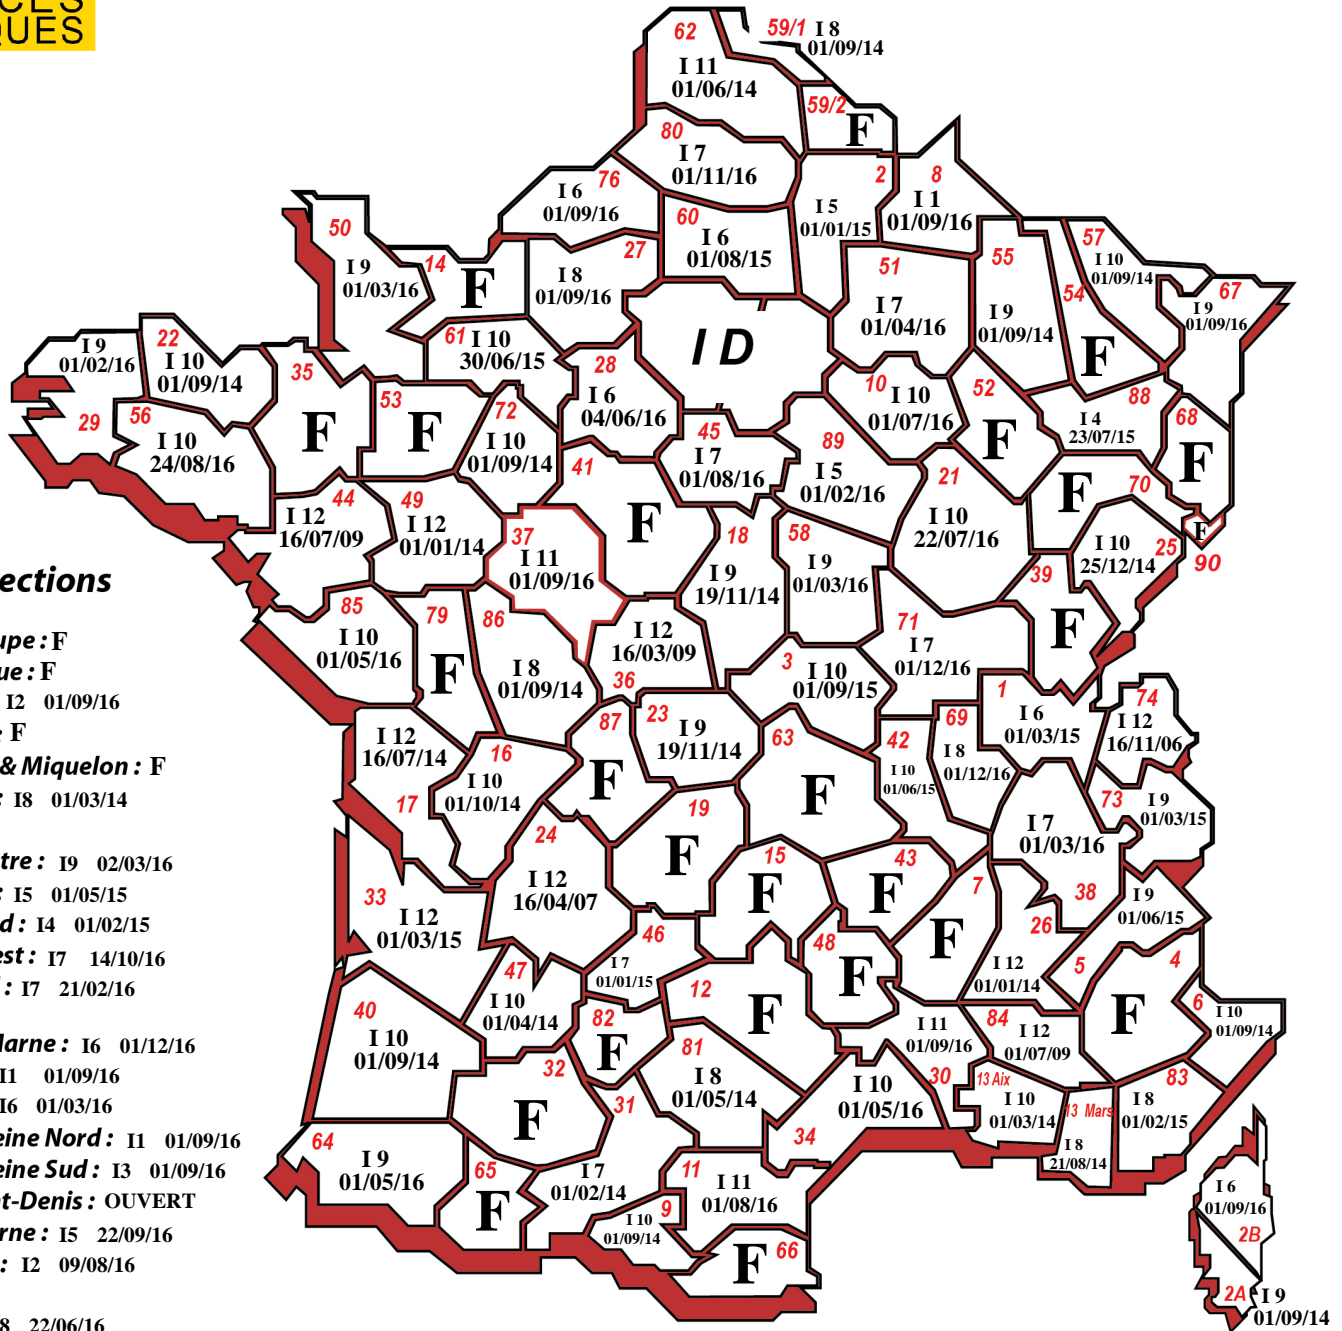 CES
QUES
62
I 11
01/06/14
59/1
I 8
01/09/14
59/2
F
80
I 7
01/11/16
76
I 6
01/09/16
60
I 6
01/08/15
2
I 5
01/01/15
8
I 1
01/09/16
50
I 9
01/03/16
14
F
27
I 8
01/09/16
51
I 7
01/04/16
55
I 9
01/09/14
54
F
57
I 10
01/09/14
67
I 9
01/09/16
I D
61
I 10
30/06/15
28
I 6
04/06/16
I 9
01/02/16
29
22
I 10
01/09/14
56
I 10
24/08/16
35
F
53
F
72
I 10
01/09/14
45
I 7
01/08/16
89
I 5
01/02/16
10
I 10
01/07/16
52
F
88
I 4
23/07/15
68
F
41
F
44
I 12
16/07/09
49
I 12
01/01/14
37
I 11
01/09/16
18
I 9
19/11/14
58
I 9
01/03/16
21
I 10
22/07/16
70
F
25
I 10
25/12/14
F
90
39
F
85
I 10
01/05/16
79
F
86
I 8
01/09/14
I 12
16/03/09
36
71
I 7
01/12/16
3
I 10
01/09/15
1
I 6
01/03/15
74
I 12
16/11/06
I 12
16/07/14
17
16
I 10
01/10/14
87
F
23
I 9
19/11/14
63
F
42
I 10
01/06/15
69
I 8
01/12/16
73
I 9
01/03/15
33
I 12
01/03/15
24
I 12
16/04/07
19
F
15
F
43
F
7
F
I 7
01/03/16
38
26
I 12
01/01/14
I 9
01/06/15
5
4
F
6
I 10
01/09/14
40
I 10
01/09/14
47
I 10
01/04/14
46
I 7
01/01/15
48
F
12
F
82
F
81
I 8
01/05/14
I 11
01/09/16
30
84
I 12
01/07/09
13 Aix
I 10
01/03/14
13 Mars
I 8
21/08/14
83
I 8
01/02/15
32
F
31
I 7
01/02/14
34
I 10
01/05/16
64
I 9
01/05/16
65
F
9
I 10
01/09/14
11
I 11
01/08/16
66
F
I 6
01/09/16
2B
2A
I 9
01/09/14
ections
upe : F
ue : F
I2 01/09/16
: F
& Miquelon : F
: I8 01/03/14
tre : I9 02/03/16
: I5 01/05/15
d : I4 01/02/15
est : I7 14/10/16
: I7 21/02/16
Marne : I6 01/12/16
I1 01/09/16
I6 01/03/16
eine Nord : I1 01/09/16
eine Sud : I3 01/09/16
nt-Denis : OUVERT
rne : I5 22/09/16
: I2 09/08/16
8 22/06/16